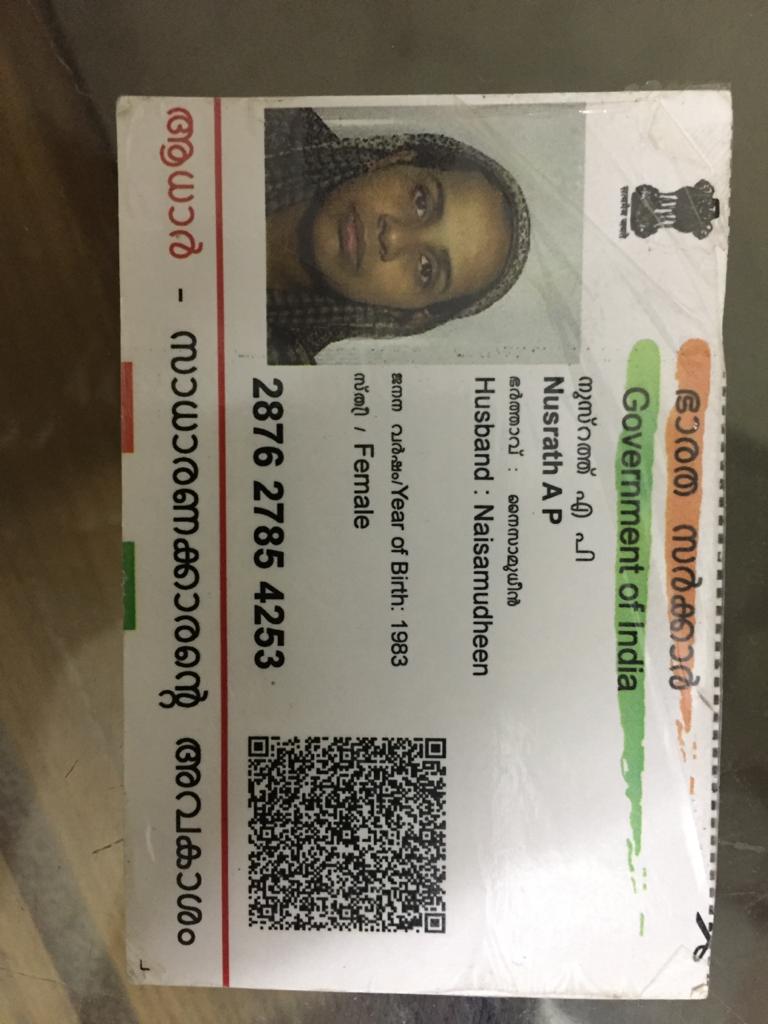 ഭാരത സർക്കാർ
Government of India
सत्यमेव जयते
നുസ്റത്ത് എ പി
Nusrath A P
ഭർത്താവ് : നൈസാമുധീൻ
Husband : Naisamudheen
ജനന വർഷം/Year of Birth: 1983
സ്ത്രീ / Female
2876 2785 4253
ആധാർ - സാധാരണക്കാരന്റെ അവകാശം